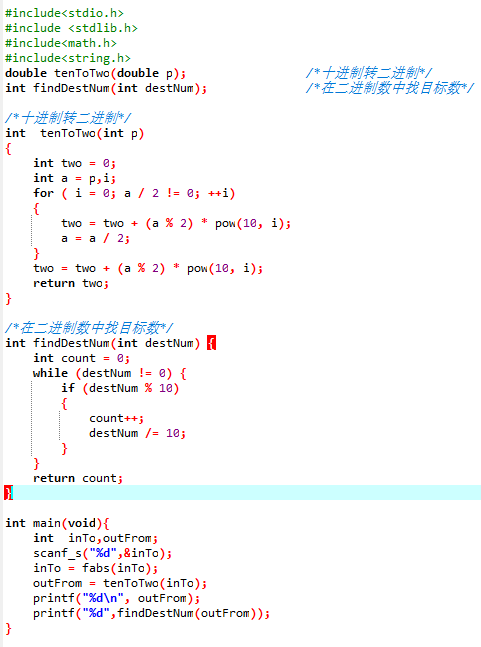 #include<stdio.h>
#include <stdlib.h>
#include<math.h>
#include<string.h>
double tenToTwo(double p); /*十进制转二进制*/
int findDestNum(int destNum); /*在二进制数中找目标数*/
/*十进制转二进制*/
int  tenToTwo(int p)
{
    int two = 0;
    int a = p,i;
    for ( i = 0; a / 2 != 0; ++i)
    {
        two = two + (a % 2) * pow(10, i);
        a = a / 2;
    }
    two = two + (a % 2) * pow(10, i);
    return two;
}
/*在二进制数中找目标数*/
int findDestNum(int destNum) {
    int count = 0;
    while (destNum != 0) {
        if (destNum % 10)
        {
            count++;
            destNum /= 10;
        }
    }
    return count;
}
int main(void){
    int  inTo,outFrom;
    scanf_s("%d",&inTo);
    inTo = fabs(inTo);
    outFrom = tenToTwo(inTo);
    printf("%d\n", outFrom);
    printf("%d",findDestNum(outFrom));
}